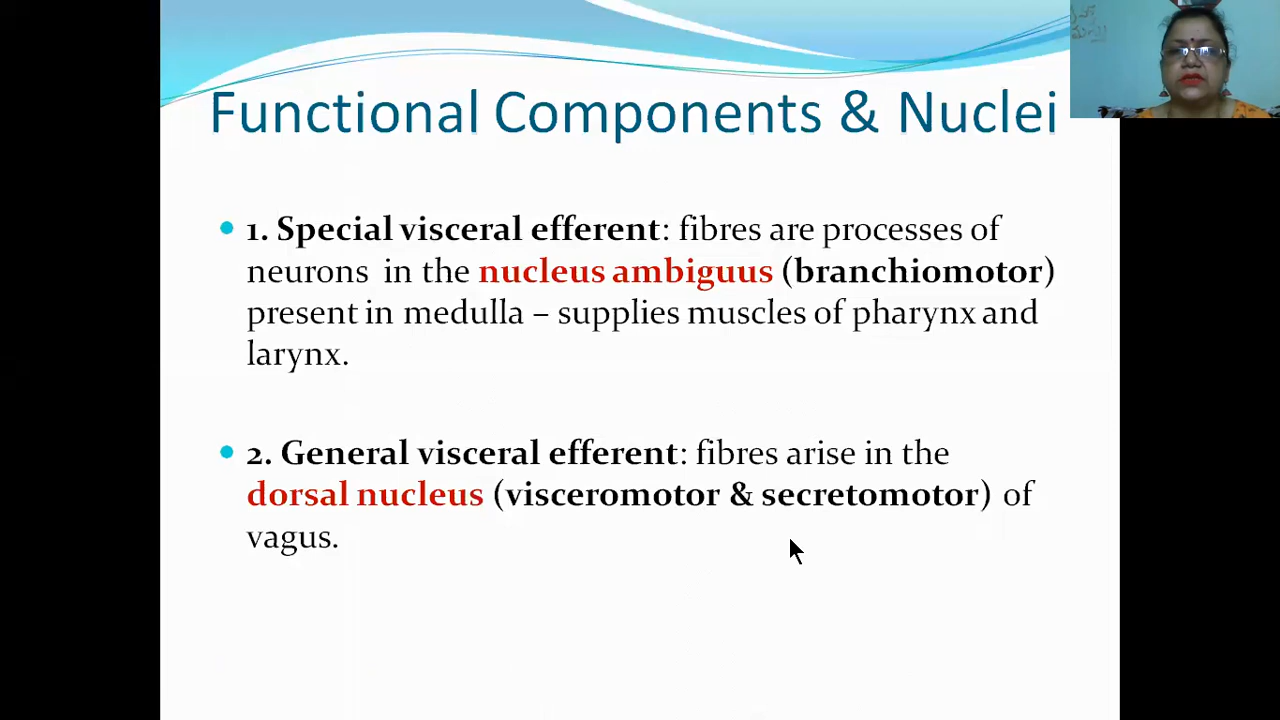 Functional Components & Nuclei
• 1. Special visceral efferent: fibres are processes of
neurons in the nucleus ambiguus (branchiomotor)
present in medulla – supplies muscles of pharynx and
larynx.
• 2. General visceral efferent: fibres arise in the
dorsal nucleus (visceromotor & secretomotor) of
vagus.